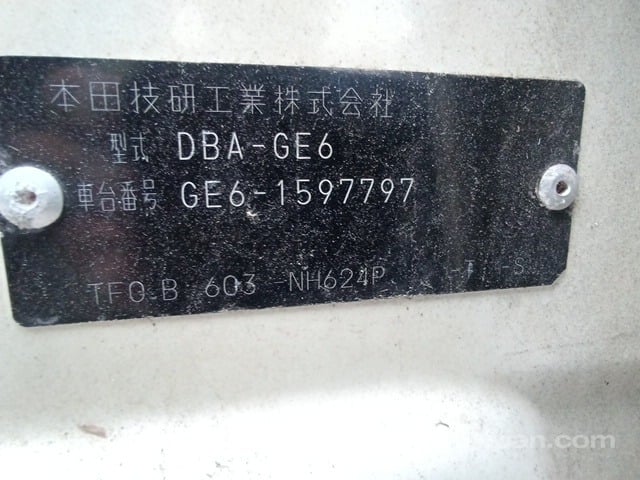 本田技研工業株式会社
型式 DBA-GE6
車台番号 GE6-1597797
603 NH624P
.com